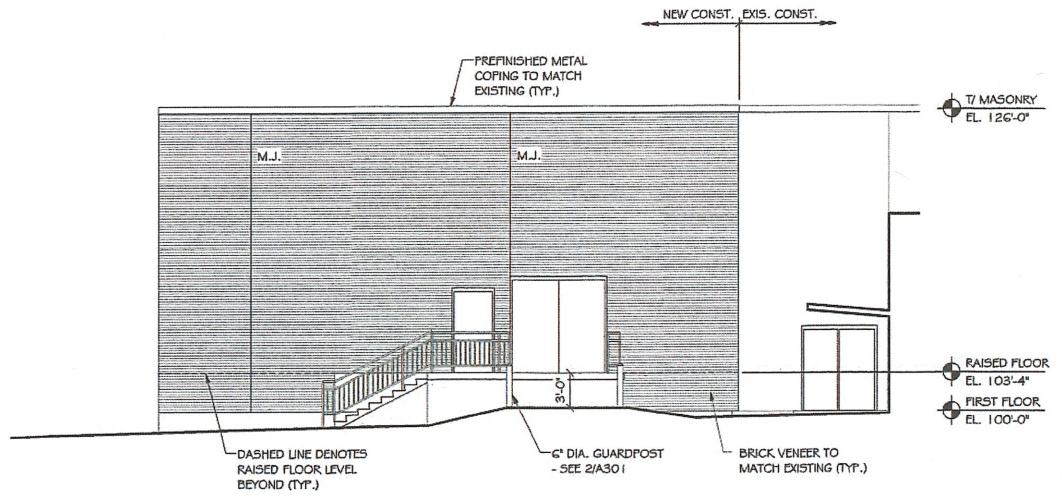 NEW CONST. EXIS. CONST.
PREFINISHED METAL
COPING TO MATCH
EXISTING (TYP.)
T/ MASONRY
EL. 126'-0"
M.J.
M.J.
RAISED FLOOR
EL. 103'-4"
3'-0"
FIRST FLOOR
EL. 100'-0"
DASHED LINE DENOTES
RAISED FLOOR LEVEL
BEYOND (TYP.)
6" DIA. GUARDPOST
- SEE 2/A301
BRICK VENEER TO
MATCH EXISTING (TYP.)